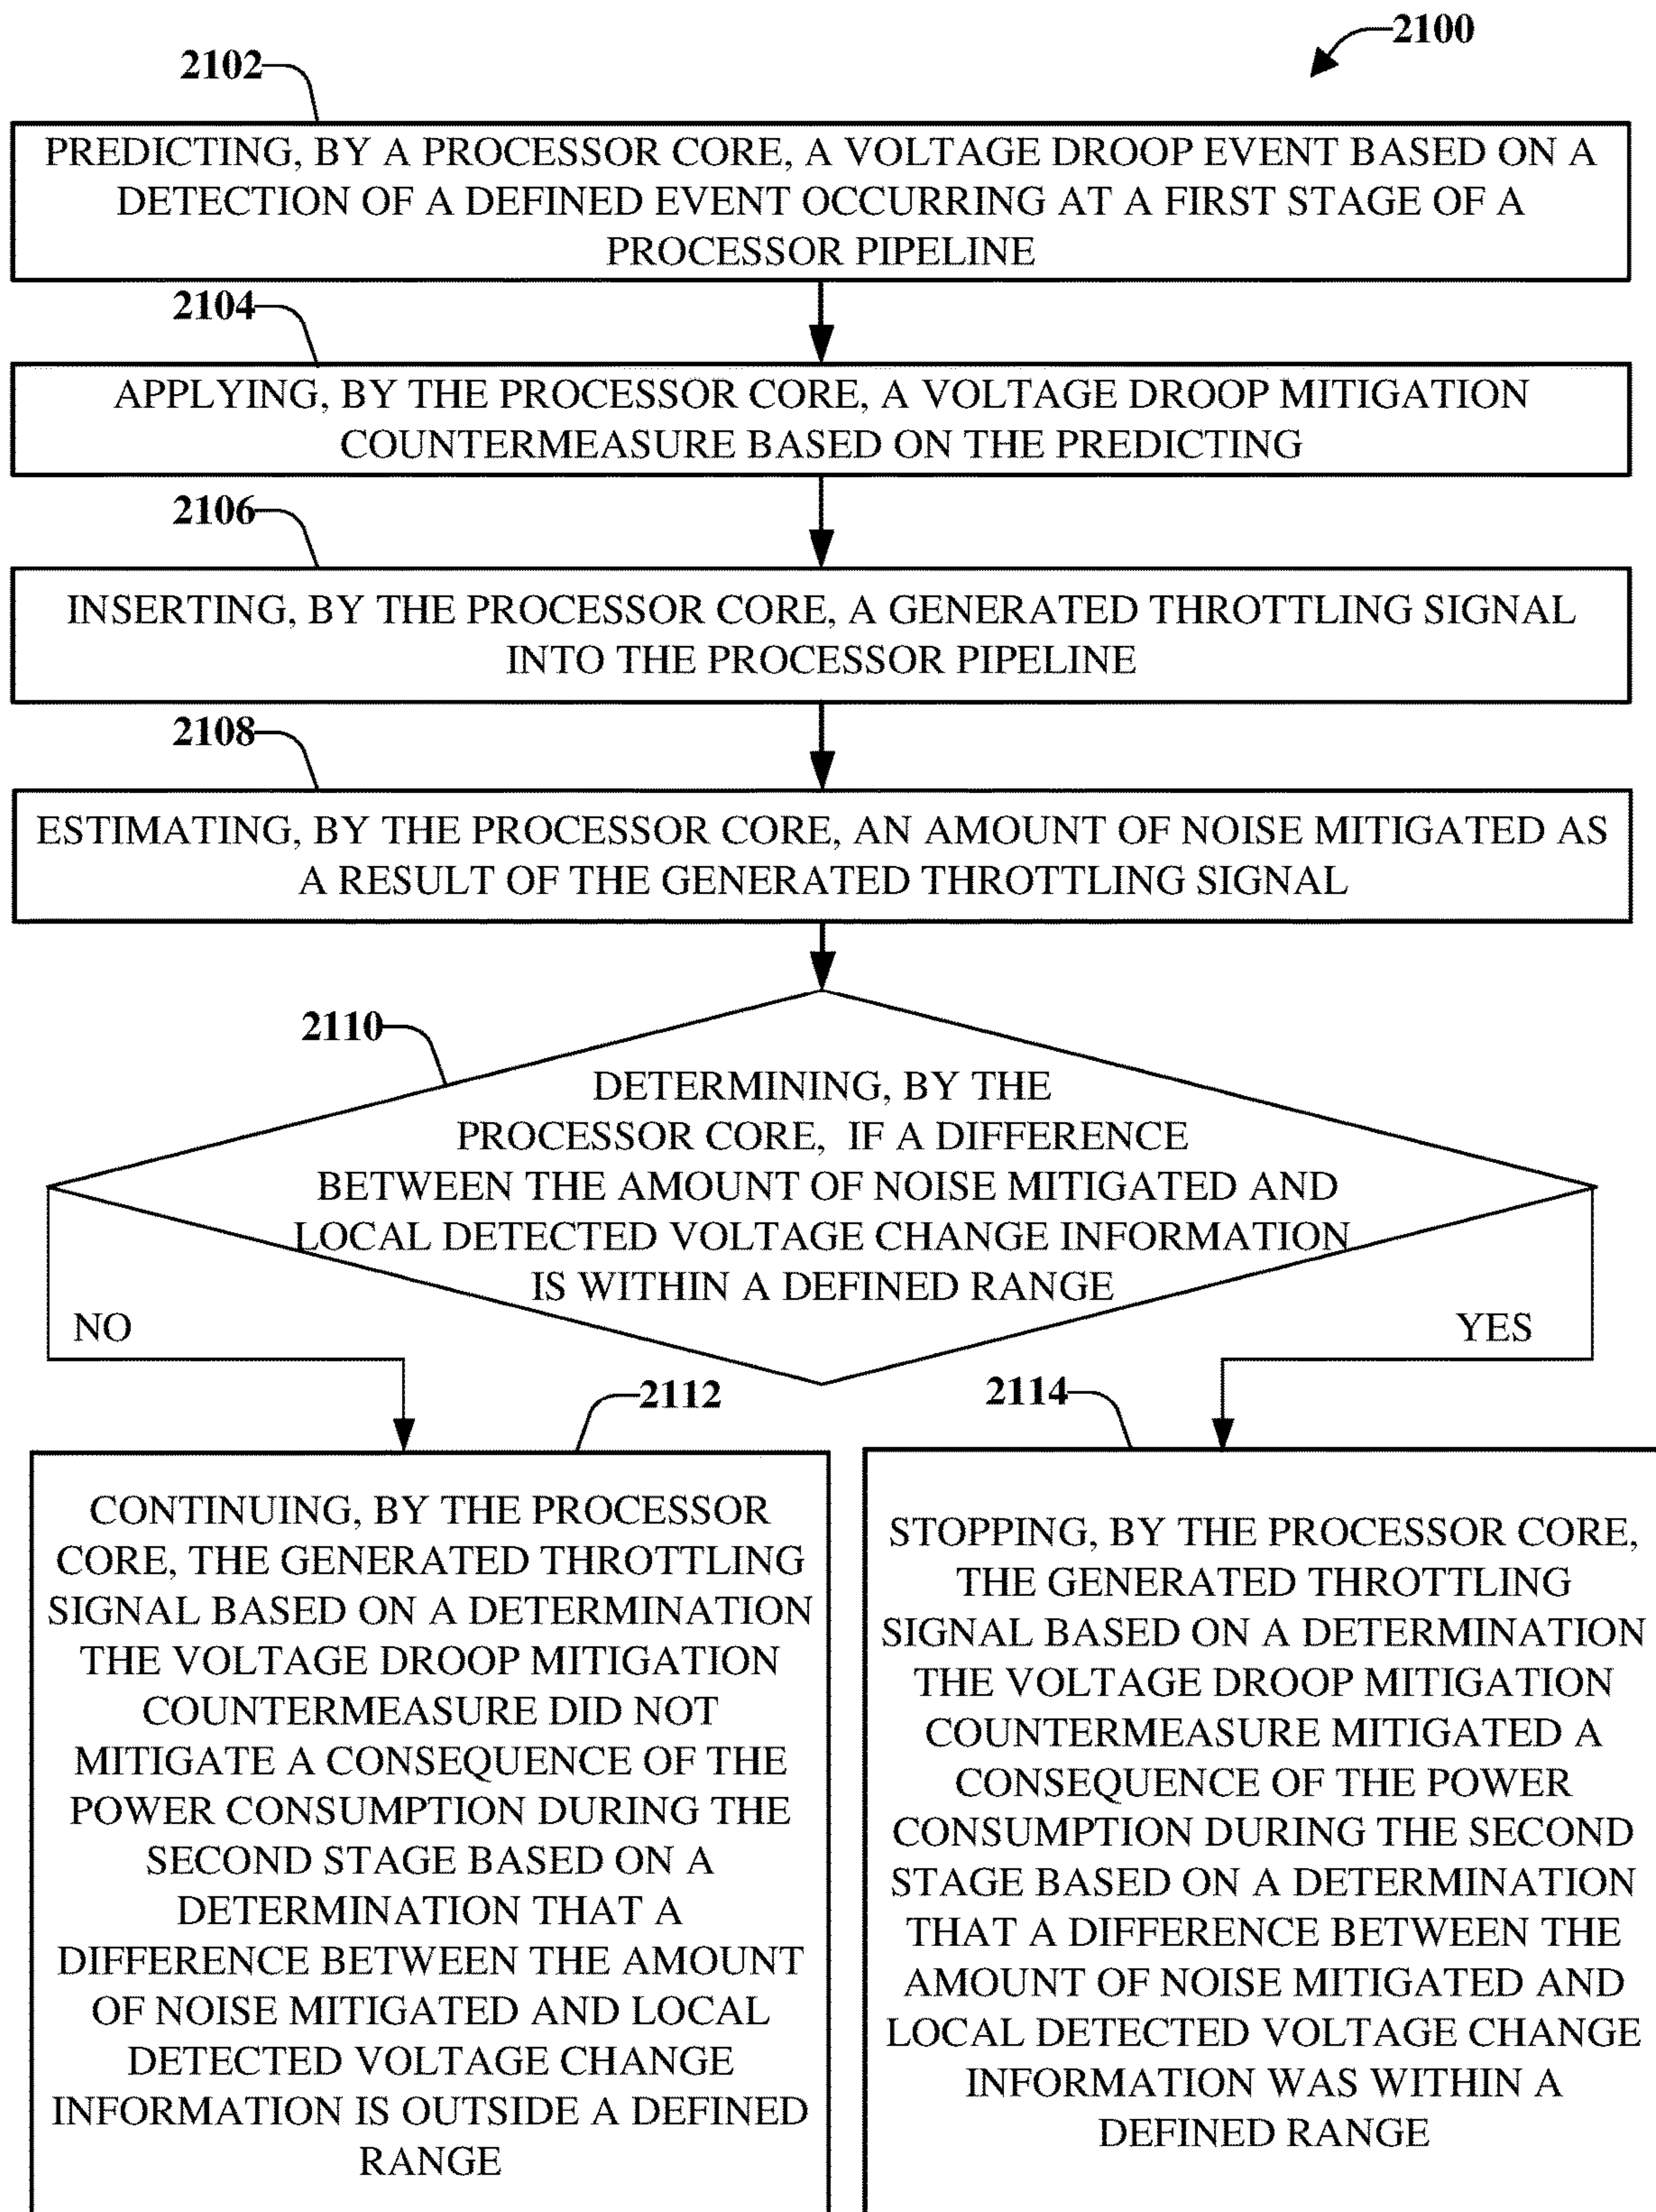 2100
2102
PREDICTING, BY A PROCESSOR CORE, A VOLTAGE DROOP EVENT BASED ON A
DETECTION OF A DEFINED EVENT OCCURRING AT A FIRST STAGE OF A
PROCESSOR PIPELINE
2104
APPLYING, BY THE PROCESSOR CORE, A VOLTAGE DROOP MITIGATION
COUNTERMEASURE BASED ON THE PREDICTING
2106
INSERTING, BY THE PROCESSOR CORE, A GENERATED THROTTLING SIGNAL
INTO THE PROCESSOR PIPELINE
2108
ESTIMATING, BY THE PROCESSOR CORE, AN AMOUNT OF NOISE MITIGATED AS
A RESULT OF THE GENERATED THROTTLING SIGNAL
2110
DETERMINING, BY THE
PROCESSOR CORE, IF A DIFFERENCE
BETWEEN THE AMOUNT OF NOISE MITIGATED AND
LOCAL DETECTED VOLTAGE CHANGE INFORMATION
IS WITHIN A DEFINED RANGE
NO
YES
2112
CONTINUING, BY THE PROCESSOR
CORE, THE GENERATED THROTTLING
SIGNAL BASED ON A DETERMINATION
THE VOLTAGE DROOP MITIGATION
COUNTERMEASURE DID NOT
MITIGATE A CONSEQUENCE OF THE
POWER CONSUMPTION DURING THE
SECOND STAGE BASED ON A
DETERMINATION THAT A
DIFFERENCE BETWEEN THE AMOUNT
OF NOISE MITIGATED AND LOCAL
DETECTED VOLTAGE CHANGE
INFORMATION IS OUTSIDE A DEFINED
RANGE
2114
STOPPING, BY THE PROCESSOR CORE,
THE GENERATED THROTTLING
SIGNAL BASED ON A DETERMINATION
THE VOLTAGE DROOP MITIGATION
COUNTERMEASURE MITIGATED A
CONSEQUENCE OF THE POWER
CONSUMPTION DURING THE SECOND
STAGE BASED ON A DETERMINATION
THAT A DIFFERENCE BETWEEN THE
AMOUNT OF NOISE MITIGATED AND
LOCAL DETECTED VOLTAGE CHANGE
INFORMATION WAS WITHIN A
DEFINED RANGE